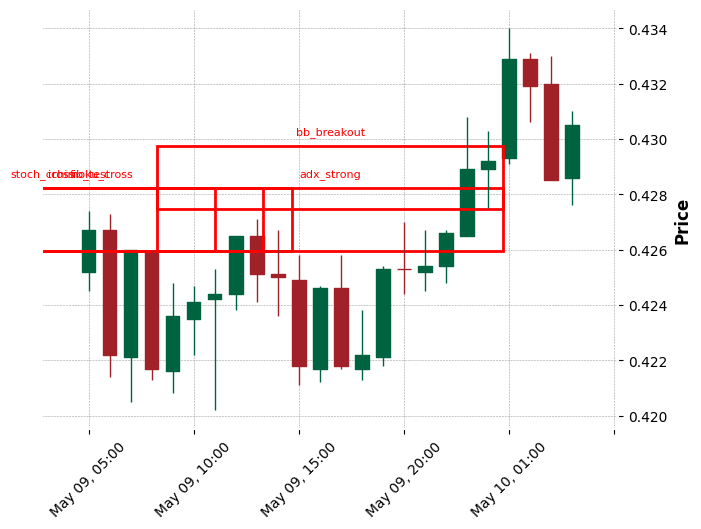 0.434
0.432
bb_breakout
0.430
adx_strong
0.428
Price
0.426
0.424
0.422
0.420
May 09, 05:00
May 09, 10:00
May 09, 15:00
May 09, 20:00
May 10, 01:00